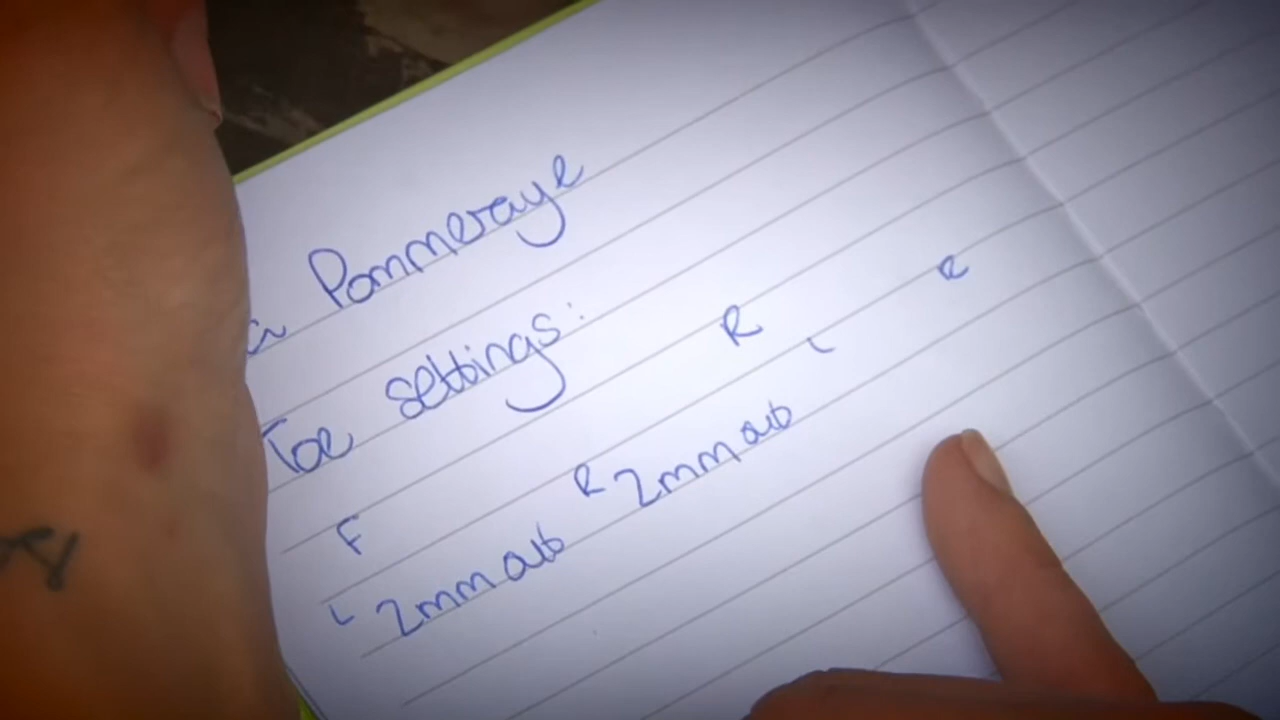 Pommeraye
Toe settings:
F R
L R L R
2mm out 2mm out